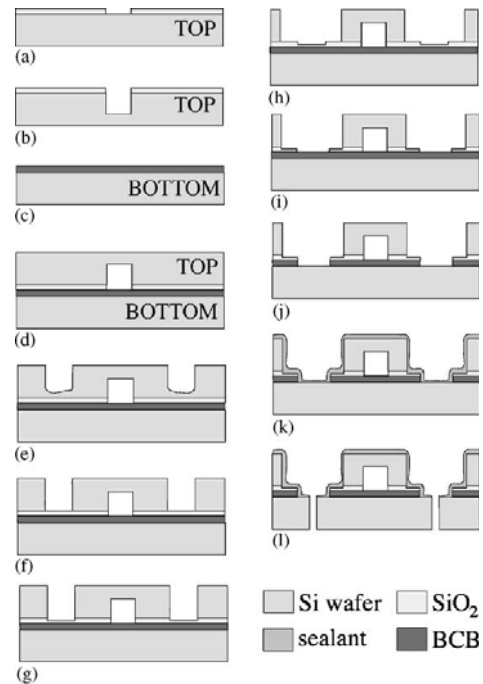 TOP
(a)
TOP
(b)
BOTTOM
(c)
TOP
BOTTOM
(d)
(e)
(f)
(g)
(h)
(i)
(j)
(k)
(l)
Si wafer
SiO₂
sealant
BCB